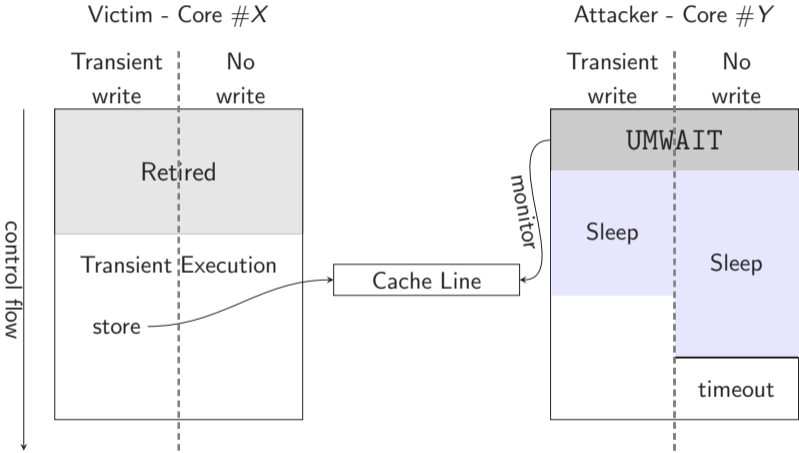 Victim - Core #X
Attacker - Core #Y
Transient
write
No
write
Transient
write
No
write
UMWAIT
Retired
monitor
control flow
Sleep
Sleep
Transient Execution
Cache Line
store
timeout